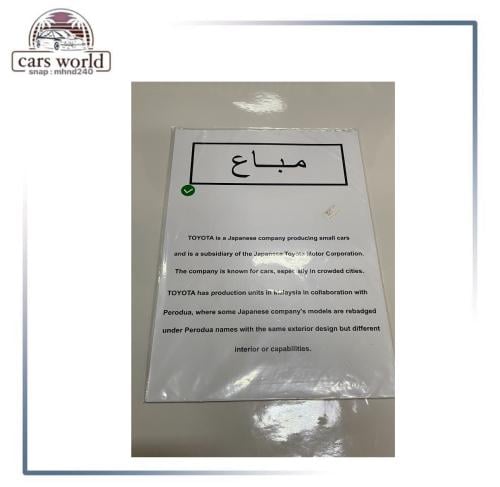 cars world
snap : mhnd240
مباع
TOYOTA is a Japanese company producing small cars
and is a subsidiary of the Japanese Toyota Motor Corporation.
The company is known for cars, especially in crowded cities.
TOYOTA has production units in Malaysia in collaboration with
Perodua, where some Japanese company's models are rebadged
under Perodua names with the same exterior design but different
interior or capabilities.